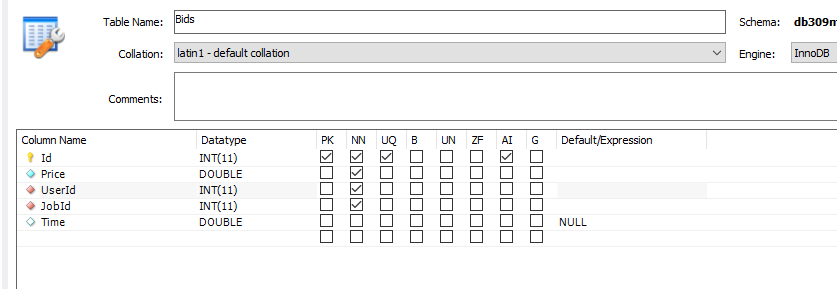 Table Name: Bids Schema: db309m
Collation: latin1 - default collation Engine: InnoDB
Comments:
Column Name Datatype PK NN UQ B UN ZF AI G Default/Expression
Id INT(11)
Price DOUBLE
UserId INT(11)
JobId INT(11)
Time DOUBLE NULL